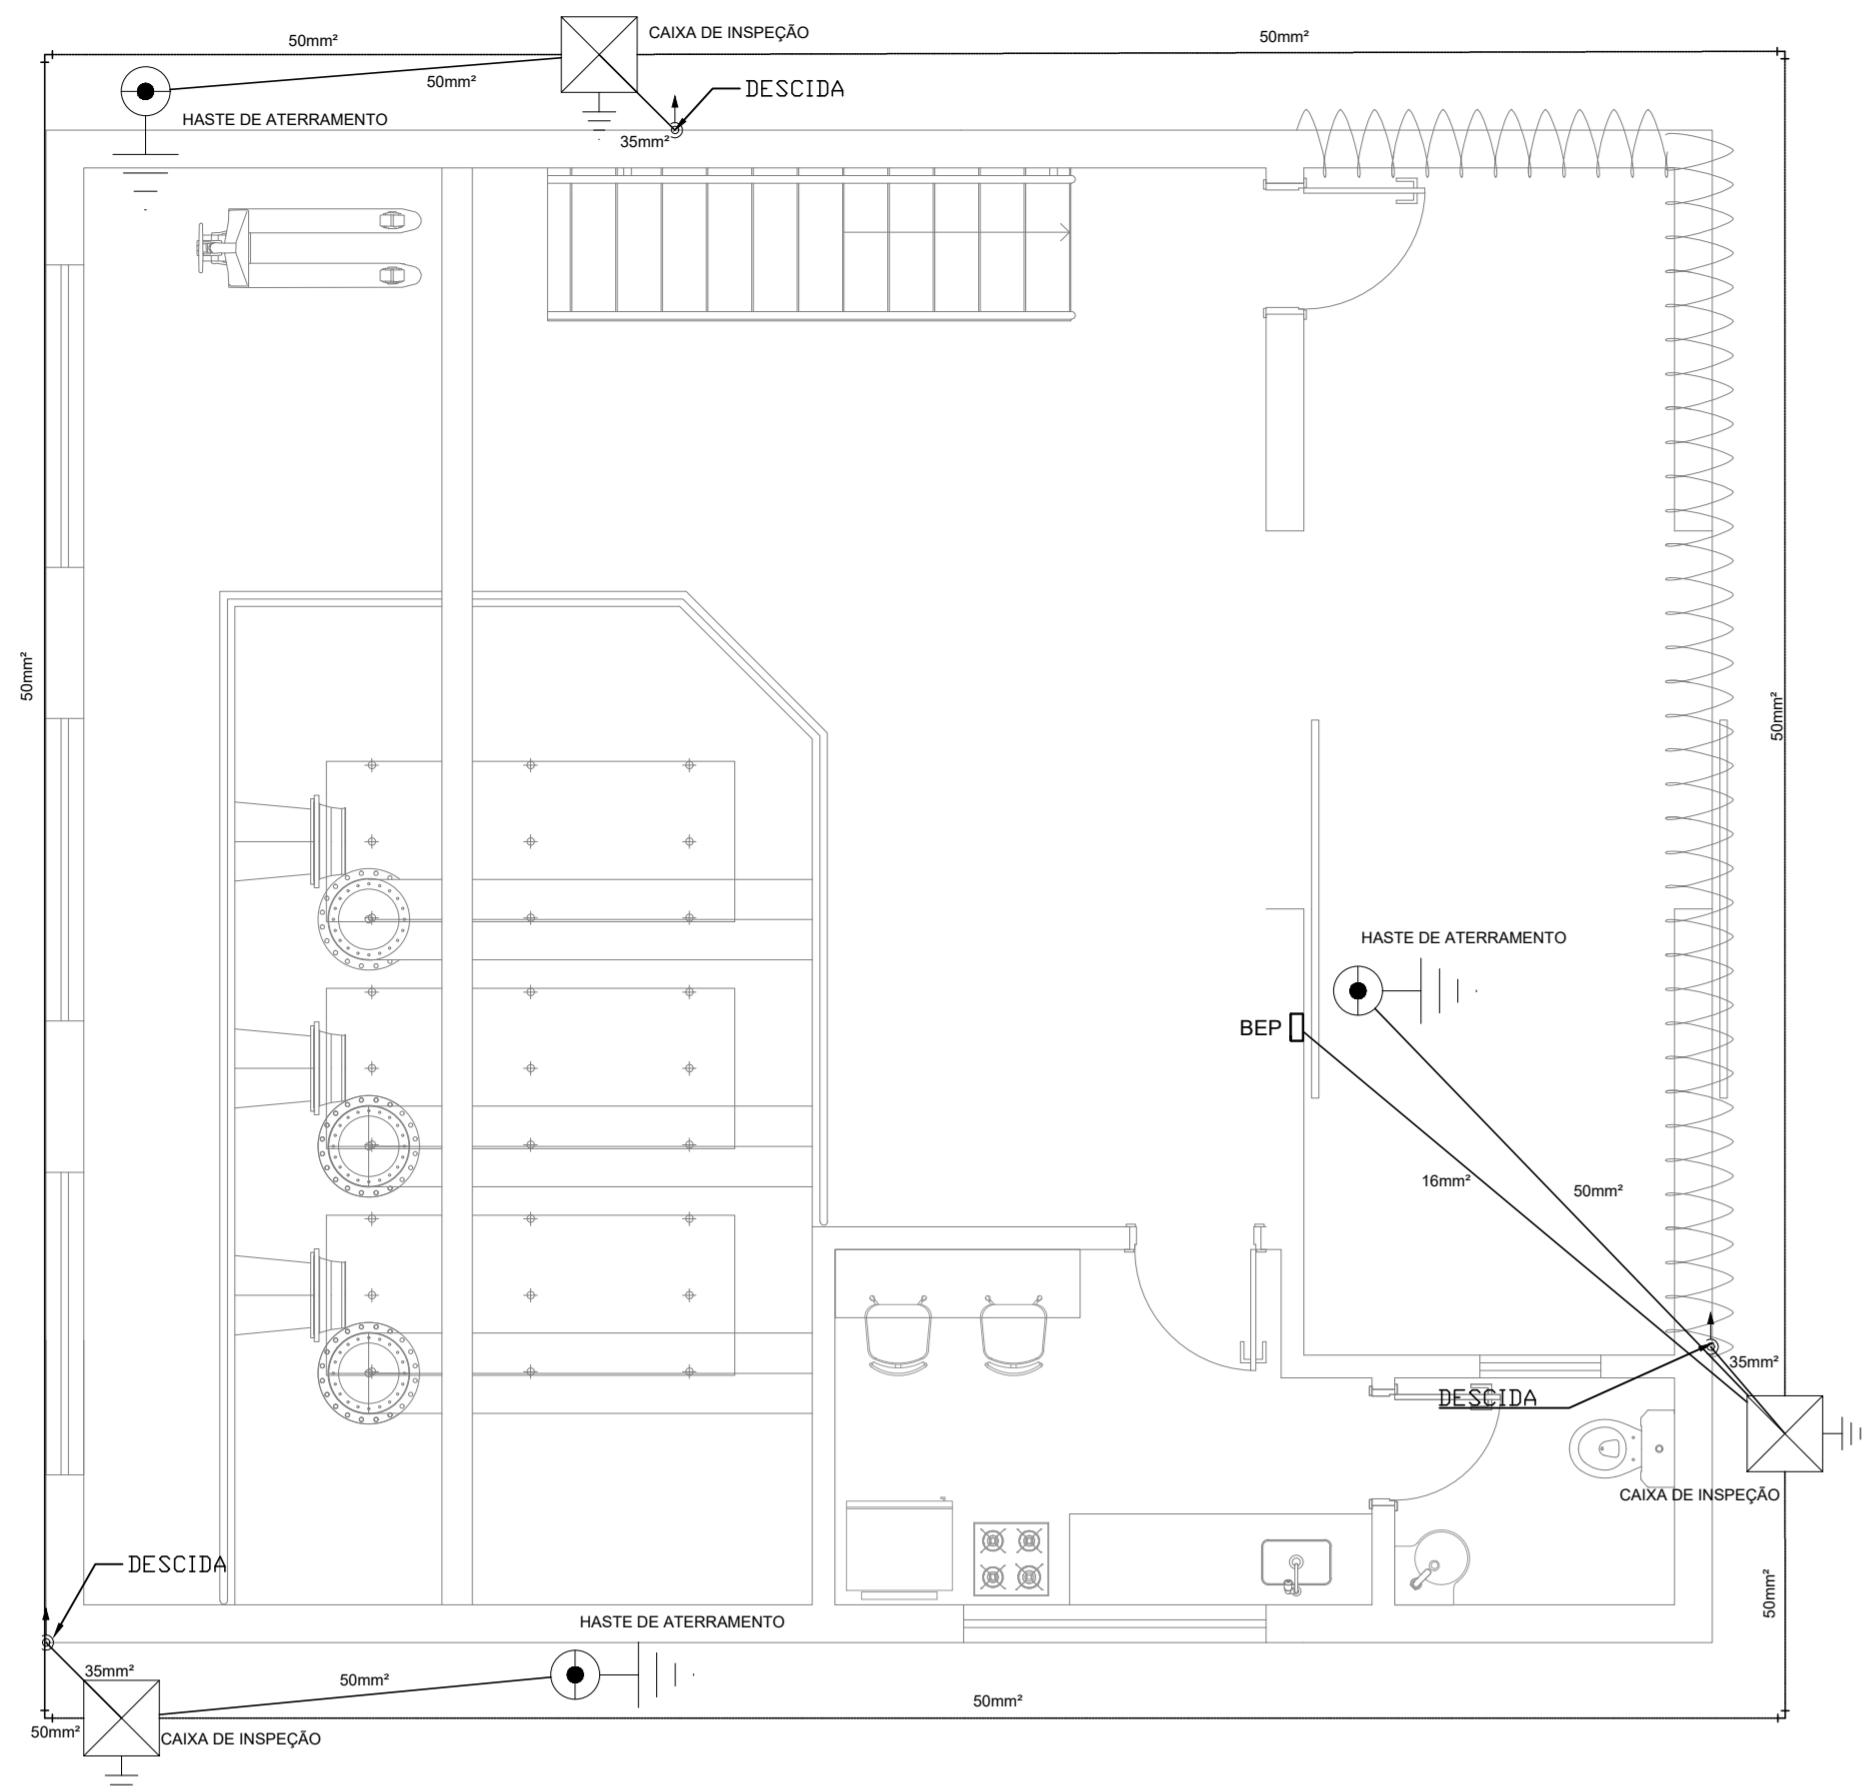 50mm²
CAIXA DE INSPEÇÃO
50mm²
50mm²
DESCIDA
HASTE DE ATERRAMENTO
35mm²
50mm²
50mm²
HASTE DE ATERRAMENTO
BEP
16mm²
50mm²
35mm²
DESCIDA
CAIXA DE INSPEÇÃO
DESCIDA
50mm²
HASTE DE ATERRAMENTO
35mm²
50mm²
50mm²
50mm²
CAIXA DE INSPEÇÃO